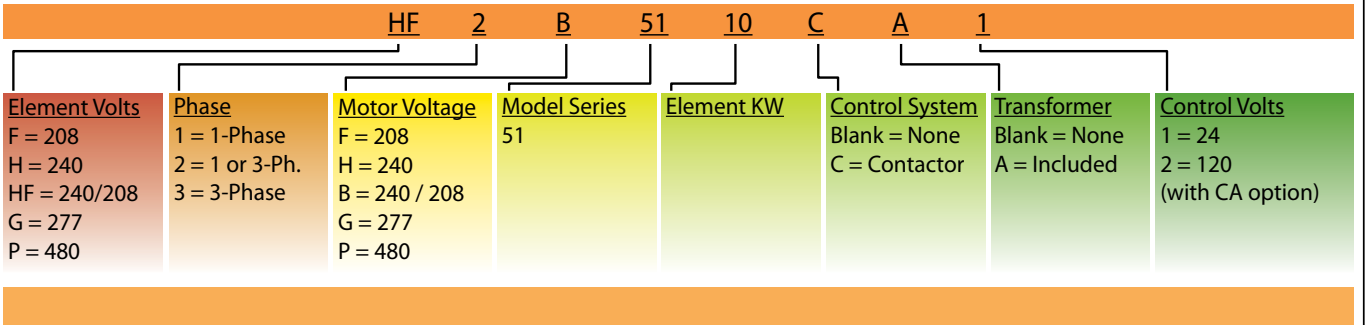 HF 2 B 51 10 C A 1
Element Volts
F = 208
H = 240
HF = 240/208
G = 277
P = 480
Phase
1 = 1-Phase
2 = 1 or 3-Ph.
3 = 3-Phase
Motor Voltage
F = 208
H = 240
B = 240 / 208
G = 277
P = 480
Model Series
51
Element KW
Control System
Blank = None
C = Contactor
Transformer
Blank = None
A = Included
Control Volts
1 = 24
2 = 120
(with CA option)